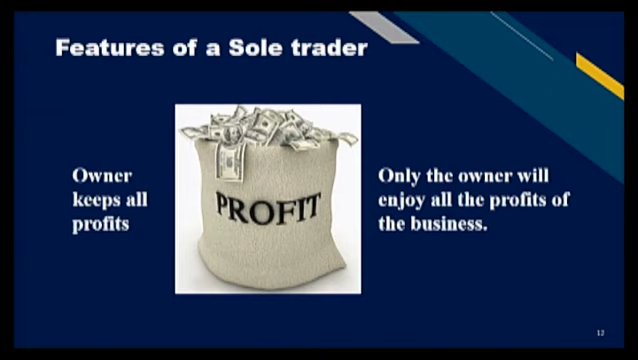 Features of a Sole trader
Owner
keeps all
profits
PROFIT
Only the owner will
enjoy all the profits of
the business.
12